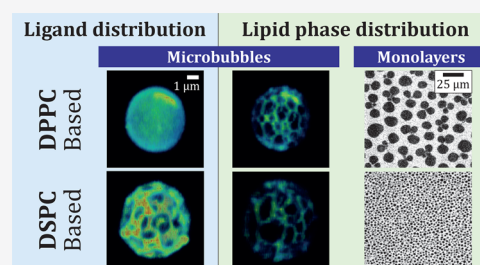 Ligand distribution
Lipid phase distribution
Microbubbles
Monolayers
DPPC
Based
1 μm
25 μm
DSPC
Based